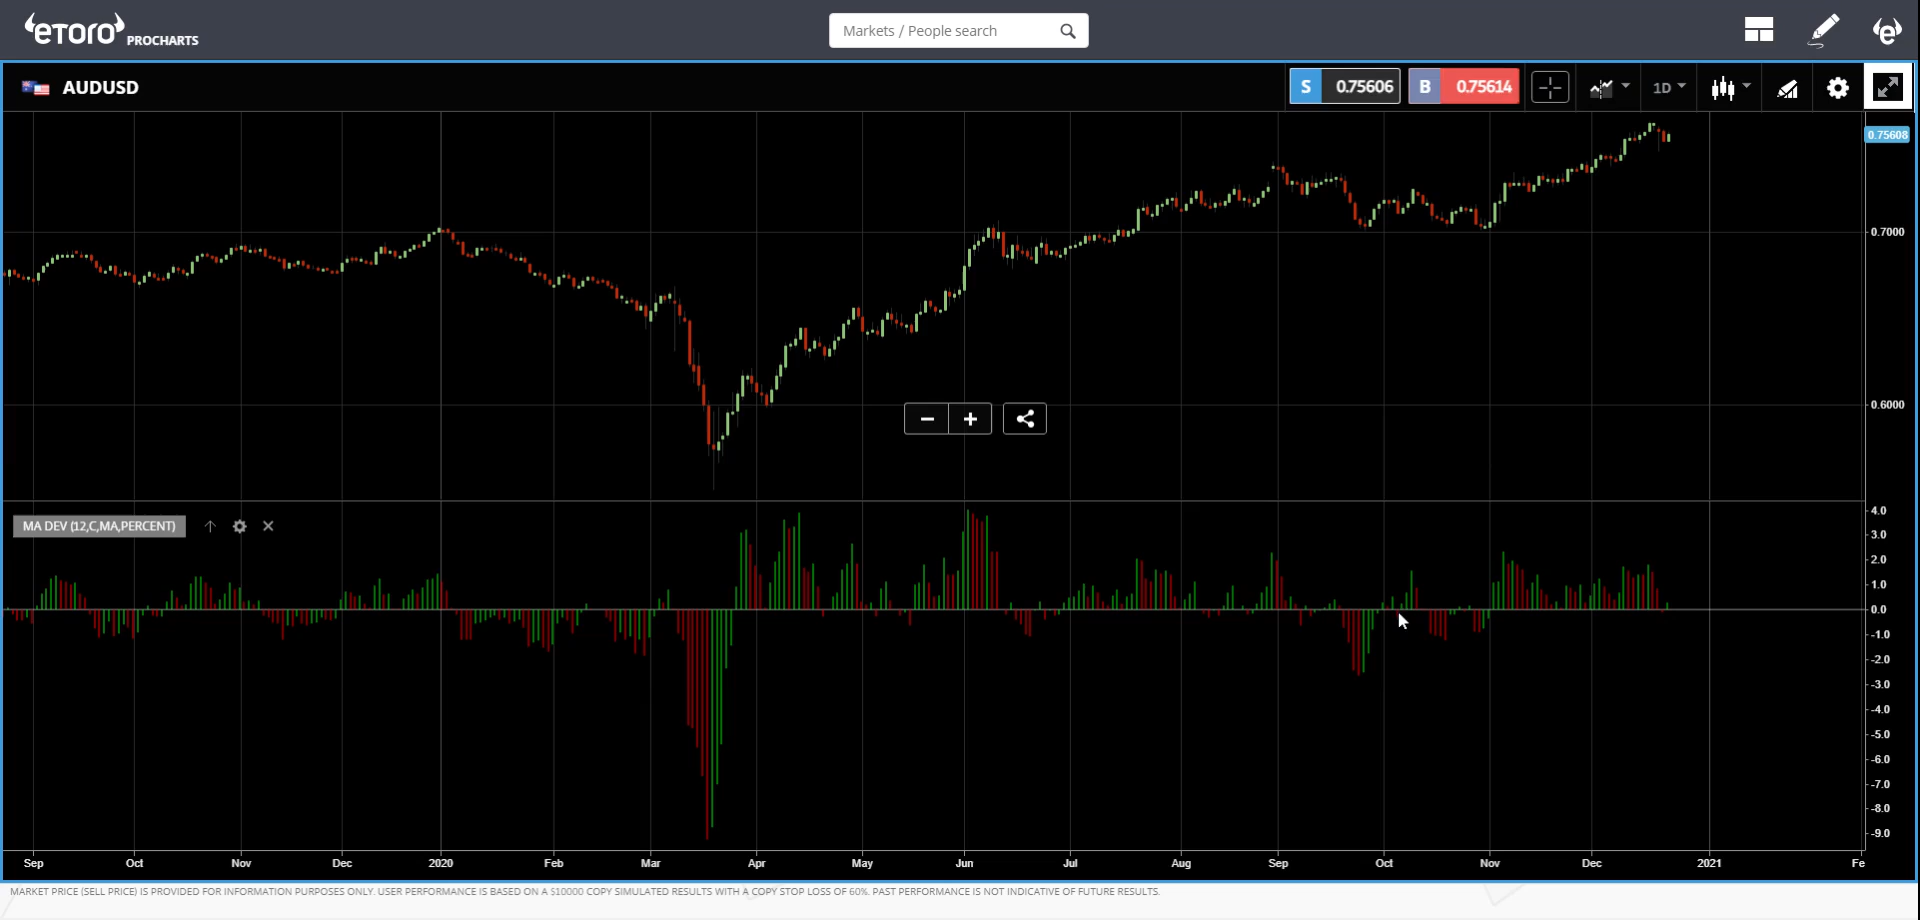 eTORO PROCHARTS
Markets / People search
AUDUSD
S 0.75606 B 0.75614 1D
0.75608
0.7000
0.6000
MA DEV (12,C,MA,PERCENT)
4.0
3.0
2.0
1.0
0.0
-1.0
-2.0
-3.0
-4.0
-5.0
-6.0
-7.0
-8.0
-9.0
Sep Oct Nov Dec 2020 Feb Mar Apr May Jun Jul Aug Sep Oct Nov Dec 2021 Fe
MARKET PRICE (SELL PRICE) IS PROVIDED FOR INFORMATION PURPOSES ONLY. USER PERFORMANCE IS BASED ON A $10000 COPY SIMULATED RESULTS WITH A COPY STOP LOSS OF 60%. PAST PERFORMANCE IS NOT INDICATIVE OF FUTURE RESULTS.